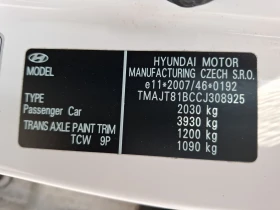 HYUNDAI MOTOR
MANUFACTURING CZECH S.R.O.
MODEL
e11*2007/46*0192
TMAJT81BCCJ308925
TYPE
Passenger Car
2030 kg
3930 kg
TRANS AXLE PAINT TRIM
1200 kg
TCW 9P
1090 kg